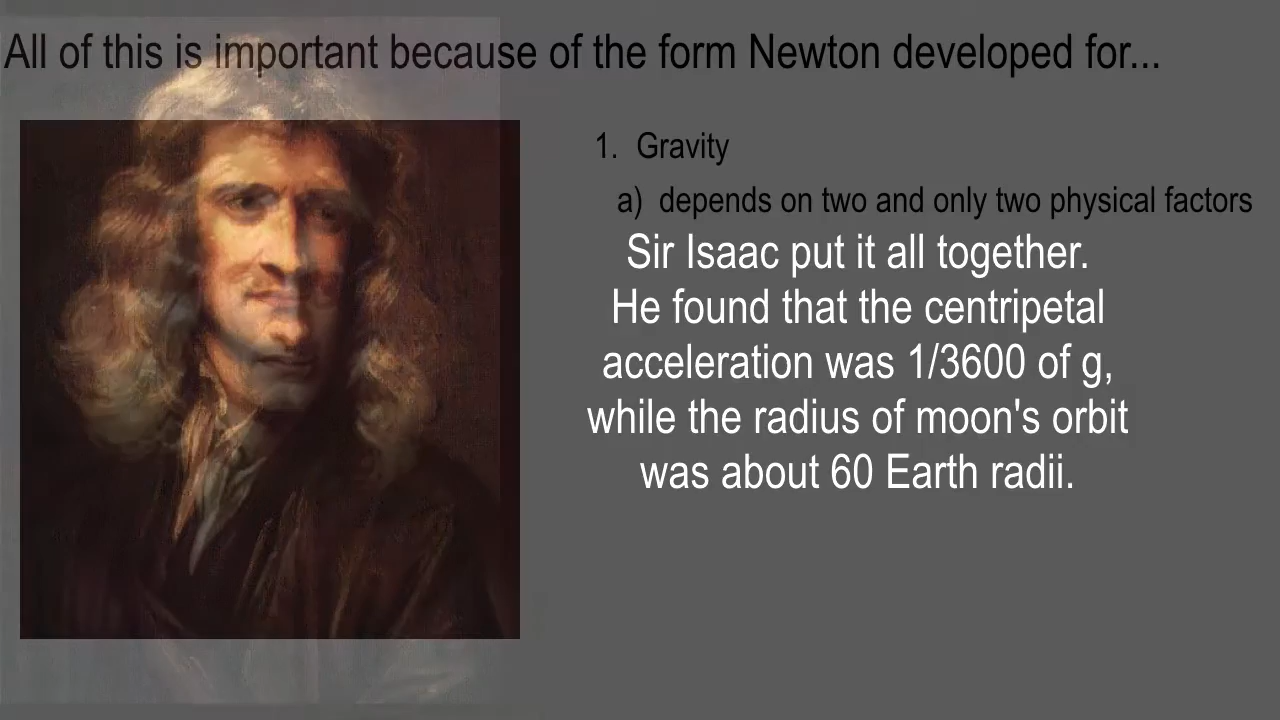 All of this is important because of the form Newton developed for...
1. Gravity
a) depends on two and only two physical factors
Sir Isaac put it all together.
He found that the centripetal
acceleration was 1/3600 of g,
while the radius of moon's orbit
was about 60 Earth radii.